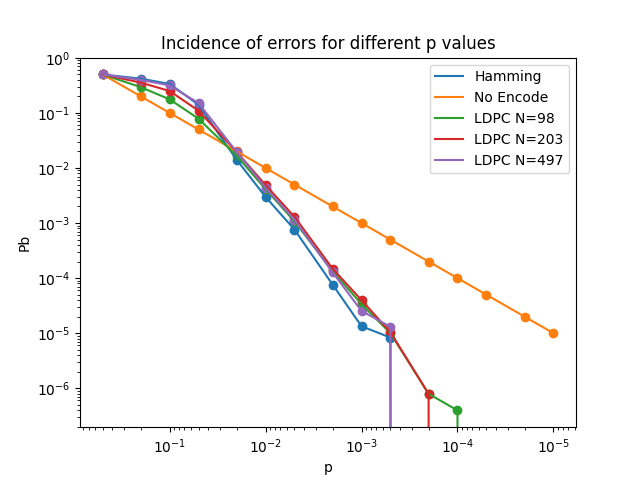 Incidence of errors for different p values
Hamming
No Encode
LDPC N=98
LDPC N=203
LDPC N=497
Pb
10⁰
10⁻¹
10⁻²
10⁻³
10⁻⁴
10⁻⁵
10⁻⁶
10⁻¹ 10⁻² 10⁻³ 10⁻⁴ 10⁻⁵
p